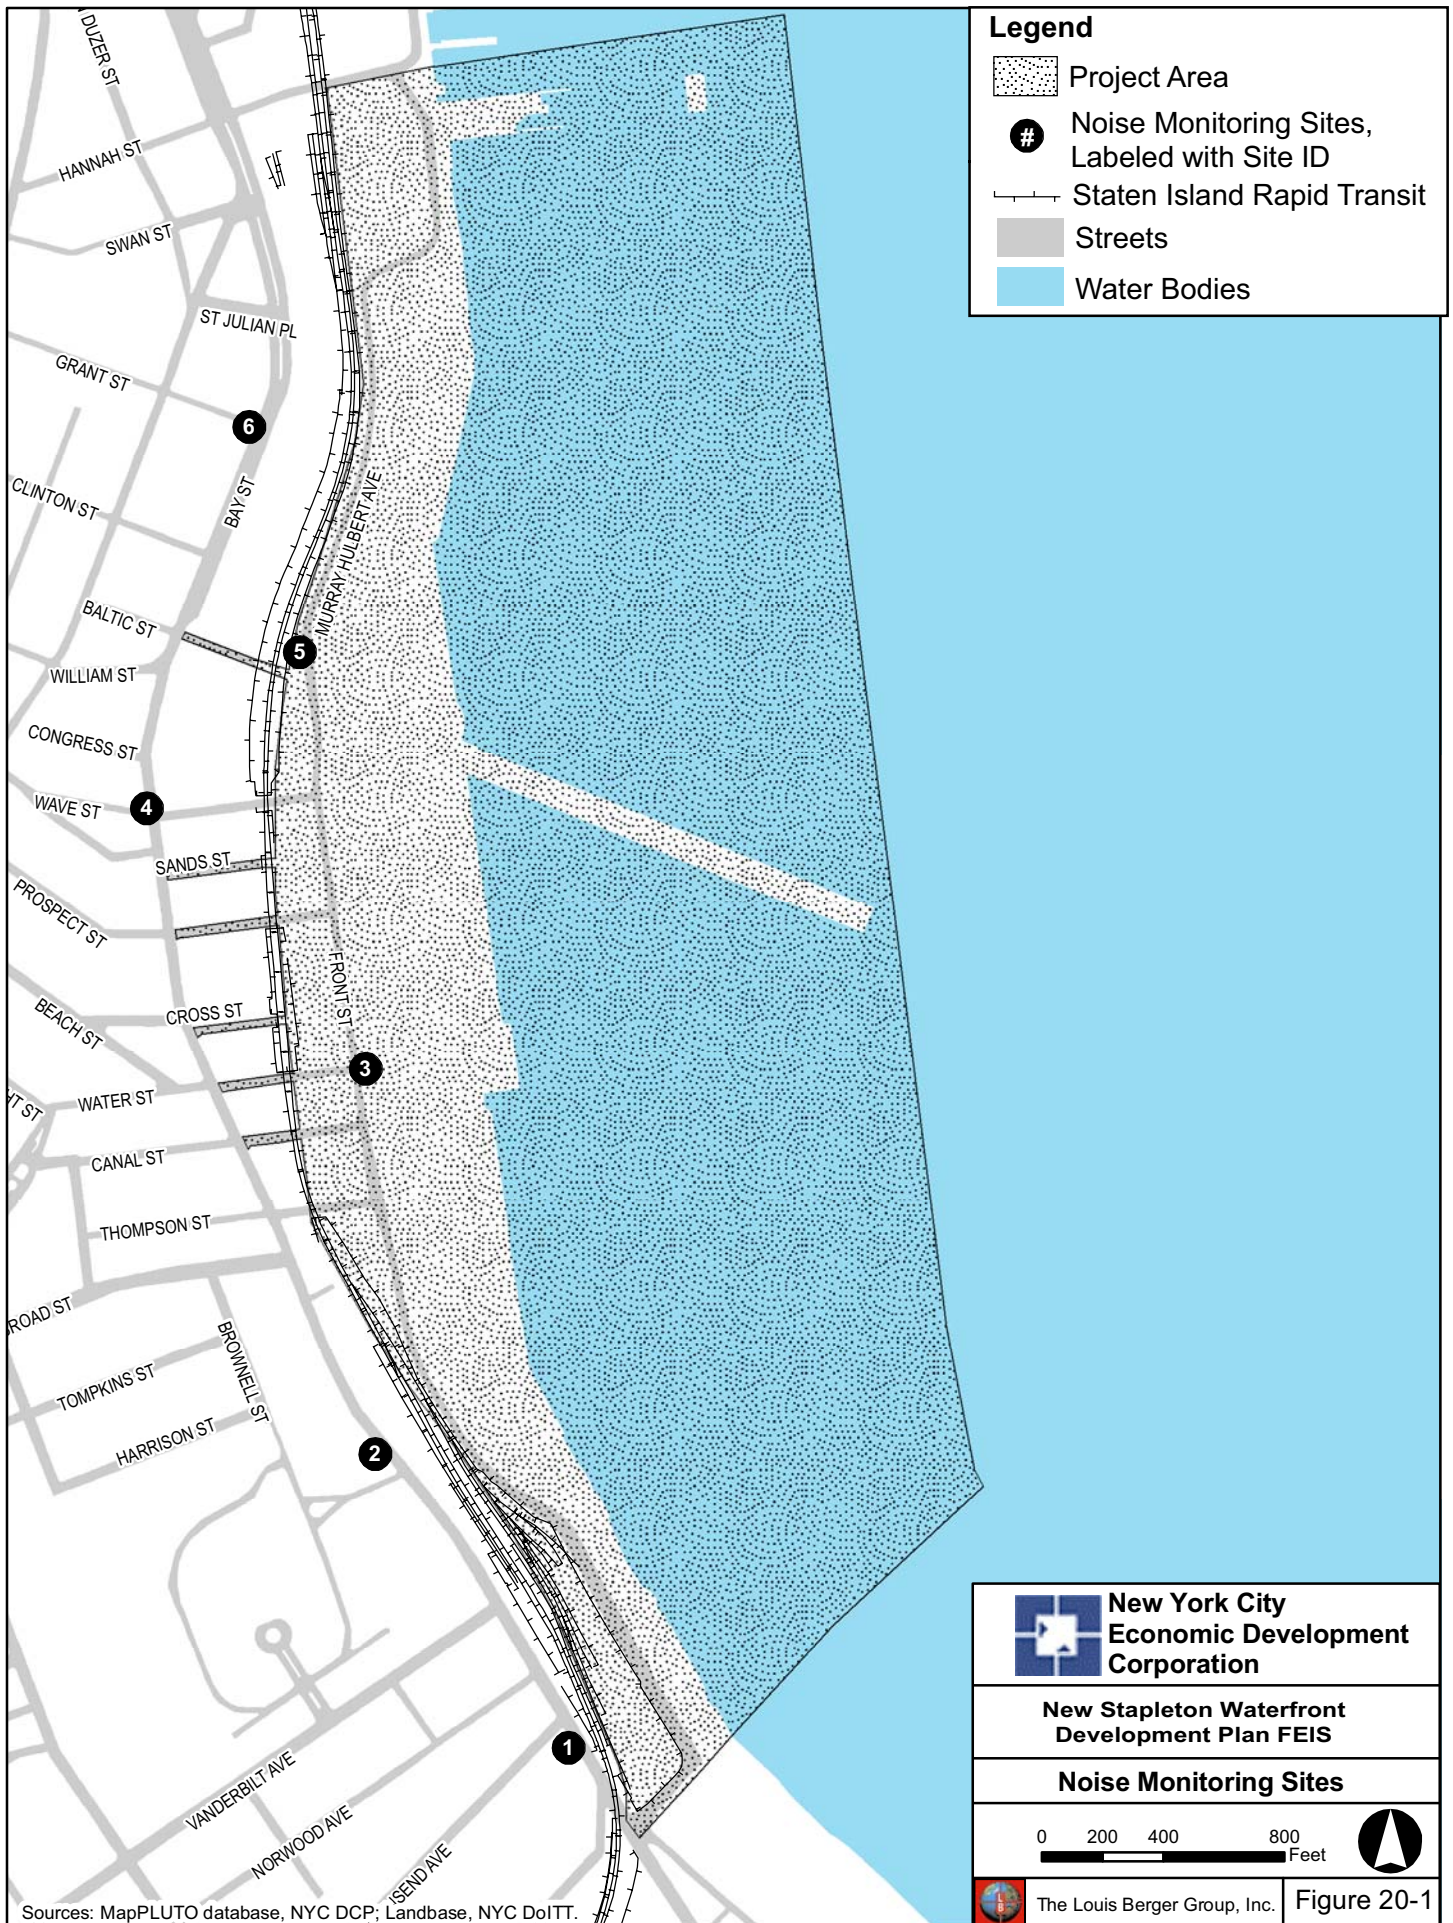 Legend
Project Area
#
Noise Monitoring Sites,
Labeled with Site ID
Staten Island Rapid Transit
Streets
Water Bodies
DUZER ST
HANNAH ST
SWAN ST
ST JULIAN PL
GRANT ST
6
CLINTON ST
BAY ST
MURRAY HULBERT AVE
BALTIC ST
5
WILLIAM ST
CONGRESS ST
WAVE ST
4
SANDS ST
PROSPECT ST
FRONT ST
BEACH ST
CROSS ST
3
HT ST
WATER ST
CANAL ST
THOMPSON ST
ROAD ST
BROWNELL ST
TOMPKINS ST
HARRISON ST
2
1
VANDERBILT AVE
NORWOOD AVE
SEND AVE
New York City
Economic Development
Corporation
New Stapleton Waterfront
Development Plan FEIS
Noise Monitoring Sites
0 200 400 800
Feet
The Louis Berger Group, Inc.
Figure 20-1
Sources: MapPLUTO database, NYC DCP; Landbase, NYC DoITT.